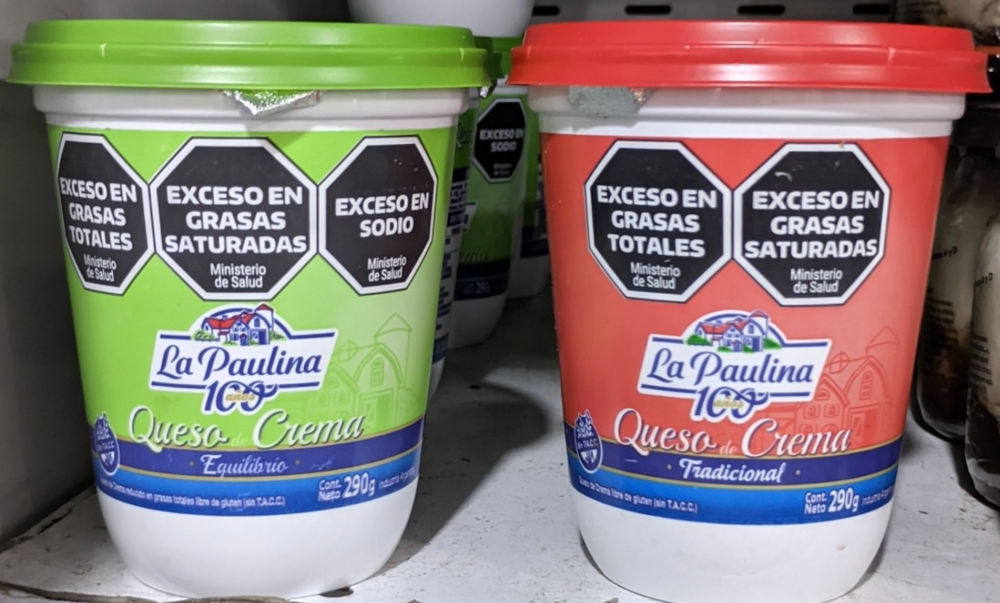 EXCESO EN
GRASAS
TOTALES
Ministerio
de Salud
EXCESO EN
GRASAS
SATURADAS
Ministerio
de Salud
EXCESO EN
SODIO
Ministerio
de Salud
La Paulina
100
años
Queso de Crema
Equilibrio
Queso de Crema reducido en grasas totales libre de gluten (sin T.A.C.C.)
Cont.
Neto 290g Industria Argentina
EXCESO EN
SODIO
EXCESO EN
GRASAS
TOTALES
Ministerio
de Salud
EXCESO EN
GRASAS
SATURADAS
Ministerio
de Salud
La Paulina
100
años
Queso de Crema
Sin T.A.C.C.
Tradicional
Queso de Crema libre de gluten (sin T.A.C.C.)
Cont.
Neto 290g Industria Argentina